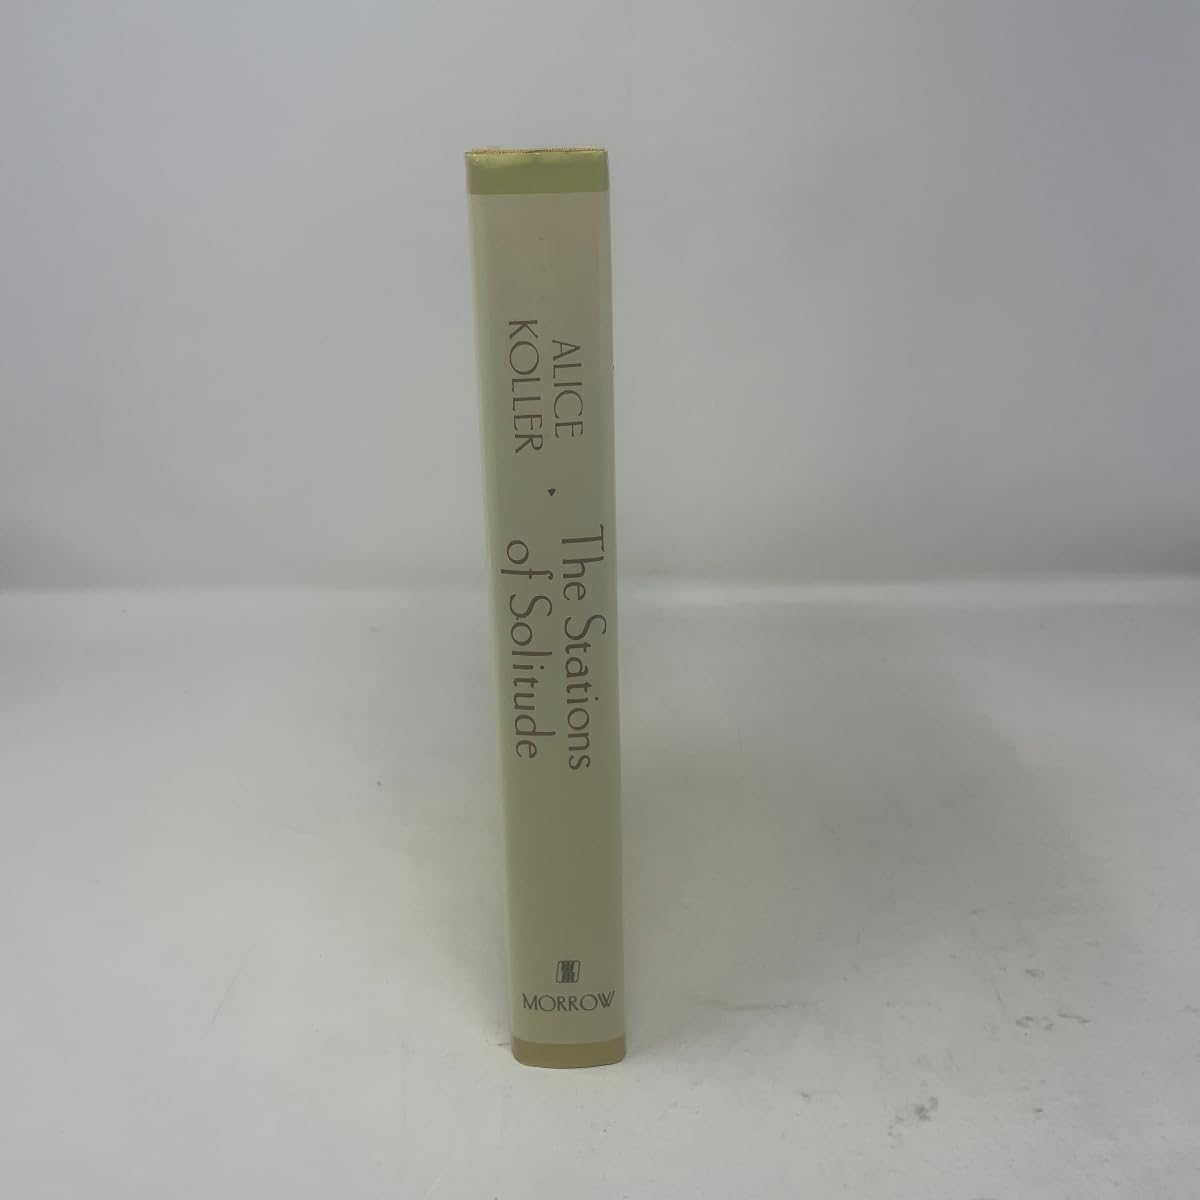 ALICE
KOLLER
The Stations
of Solitude
MORROW